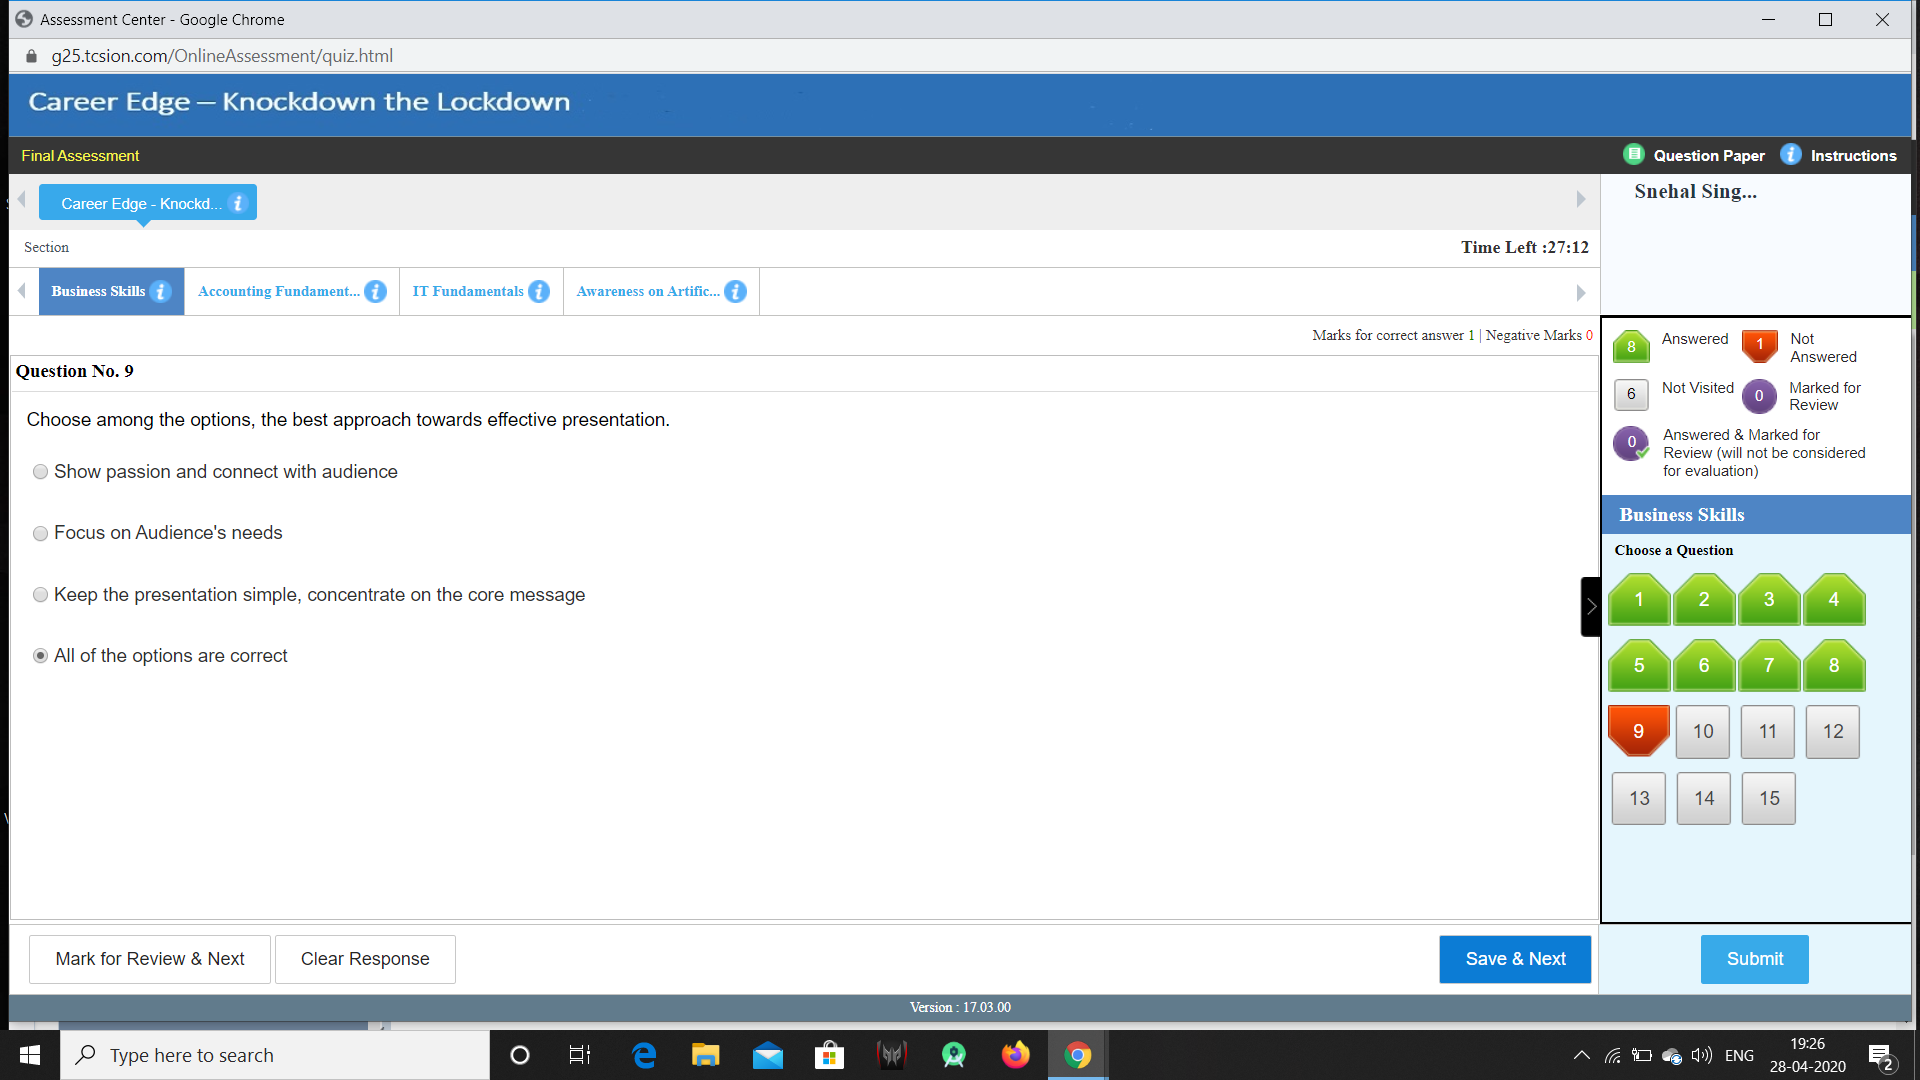 Assessment Center - Google Chrome
g25.tcsion.com/OnlineAssessment/quiz.html
Career Edge – Knockdown the Lockdown
Final Assessment
Question Paper
Instructions
Career Edge - Knockd...
Snehal Sing...
Section
Time Left :27:12
Business Skills
Accounting Fundament...
IT Fundamentals
Awareness on Artific...
Marks for correct answer 1 | Negative Marks 0
Question No. 9
Choose among the options, the best approach towards effective presentation.
Show passion and connect with audience
Focus on Audience's needs
Keep the presentation simple, concentrate on the core message
All of the options are correct
8 Answered
1 Not Answered
6 Not Visited
0 Marked for Review
0 Answered & Marked for
Review (will not be considered
for evaluation)
Business Skills
Choose a Question
1 2 3 4
5 6 7 8
9 10 11 12
13 14 15
Mark for Review & Next
Clear Response
Save & Next
Submit
Version : 17.03.00
Type here to search
ENG
19:26
28-04-2020
2